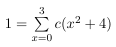 $1 = \sum_{x=0}^{3} c(x^2 + 4)$